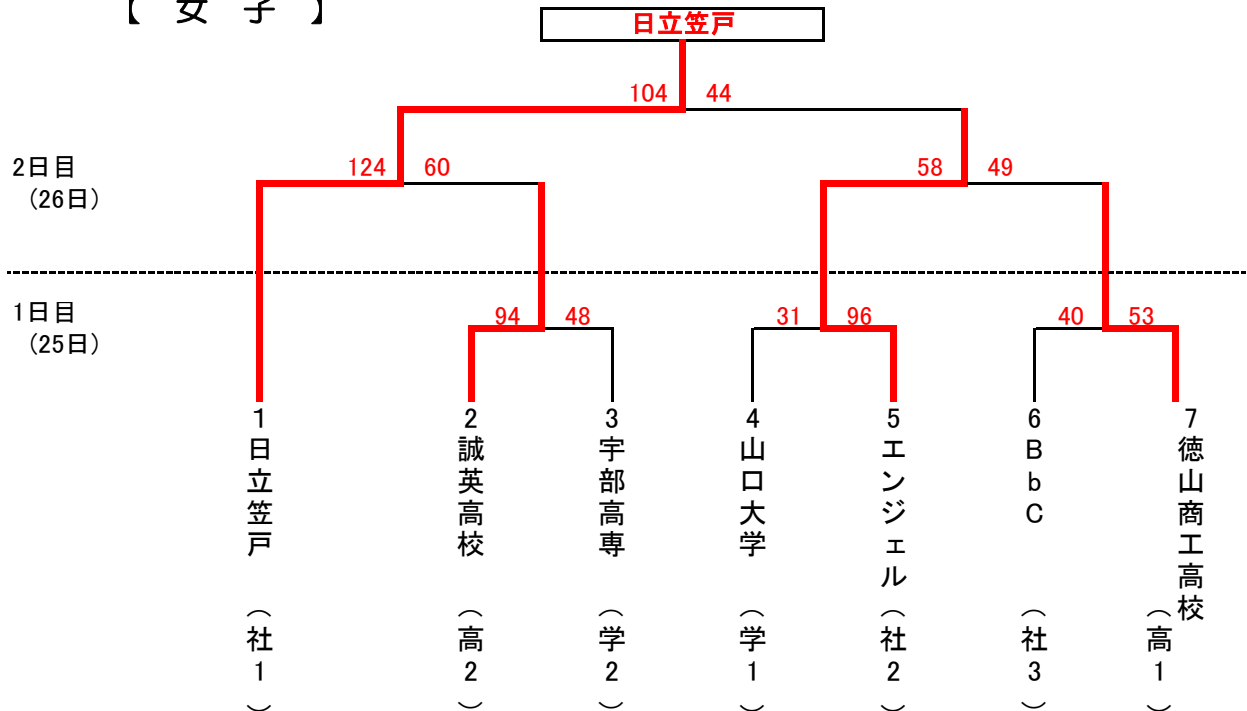 【 女 子 】
日立笠戸
104 44
2日目
(26日)
124 60
58 49
1日目
(25日)
94 48
31 96
40 53
1
日立笠戸
(社1)
2
誠英高校
(高2)
3
宇部高専
(学2)
4
山口大学
(学1)
5
エンジェル
(社2)
6
BbC
(社3)
7
徳山商工高校
(高1)